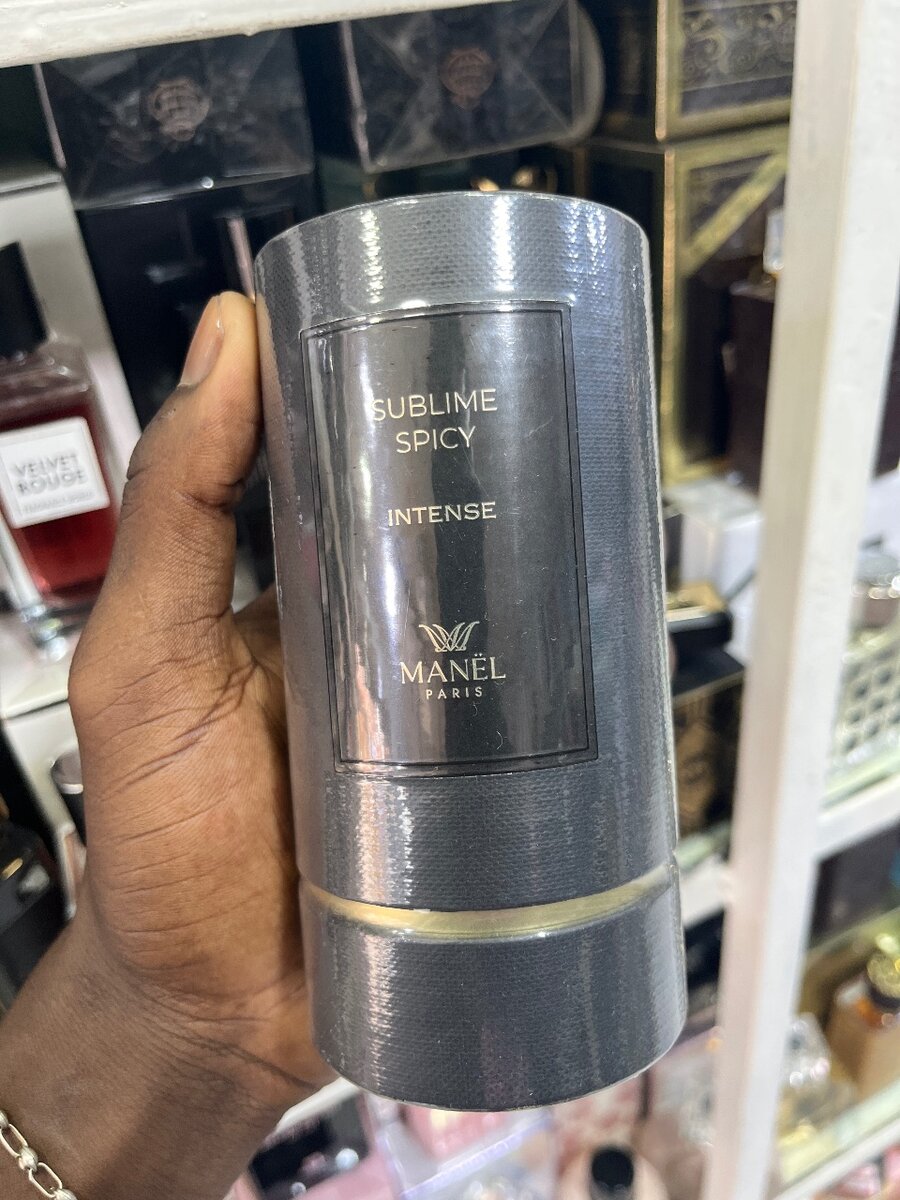 SUBLIME
SPICY
INTENSE
MANËL
PARIS
VELVET
ROUGE